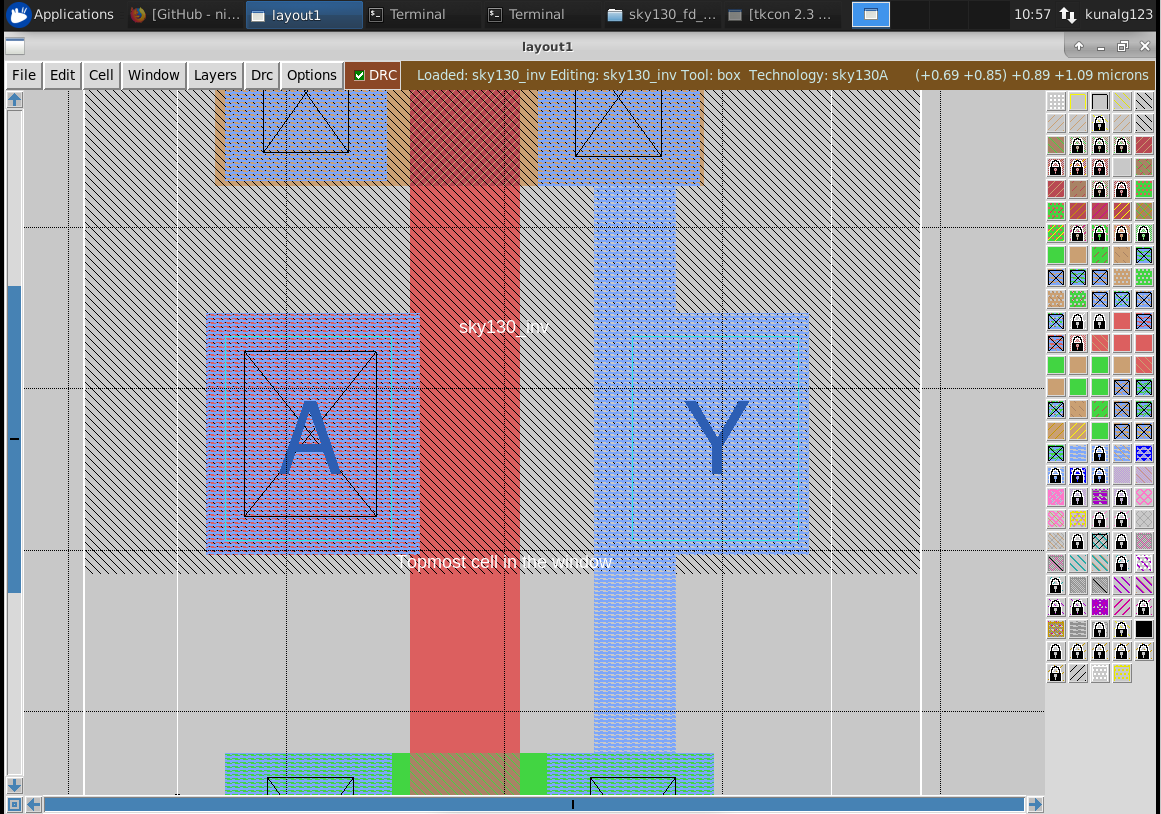 Applications [GitHub - ni... layout1 Terminal Terminal sky130_fd_... [tkcon 2.3 ... 10:57 kunalg123
layout1
File Edit Cell Window Layers Drc Options DRC Loaded: sky130_inv Editing: sky130_inv Tool: box Technology: sky130A (+0.69 +0.85) +0.89 +1.09 microns
sky130_inv
A Y
Topmost cell in the window